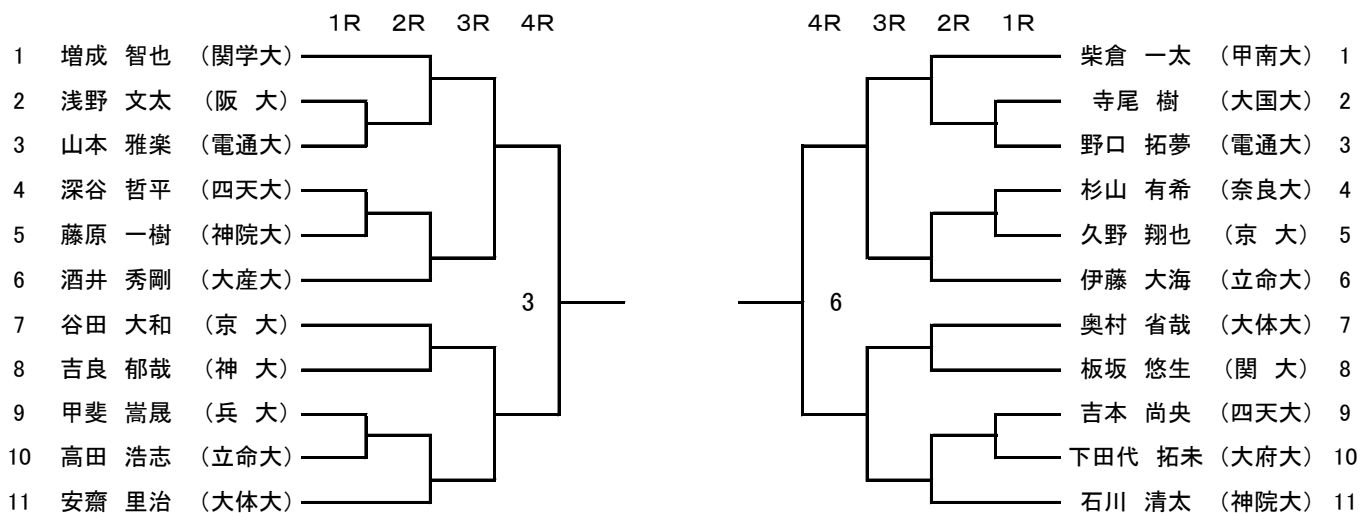 1R 2R 3R 4R
1 増成 智也 （関学大）
2 浅野 文太 （阪 大）
3 山本 雅楽 （電通大）
4 深谷 哲平 （四天大）
5 藤原 一樹 （神院大）
6 酒井 秀剛 （大産大）
3
7 谷田 大和 （京 大）
8 吉良 郁哉 （神 大）
9 甲斐 嵩晟 （兵 大）
10 高田 浩志 （立命大）
11 安齋 里治 （大体大）
4R 3R 2R 1R
柴倉 一太 （甲南大） 1
寺尾 樹 （大国大） 2
野口 拓夢 （電通大） 3
杉山 有希 （奈良大） 4
久野 翔也 （京 大） 5
伊藤 大海 （立命大） 6
6
奥村 省哉 （大体大） 7
板坂 悠生 （関 大） 8
吉本 尚央 （四天大） 9
下田代 拓未 （大府大） 10
石川 清太 （神院大） 11